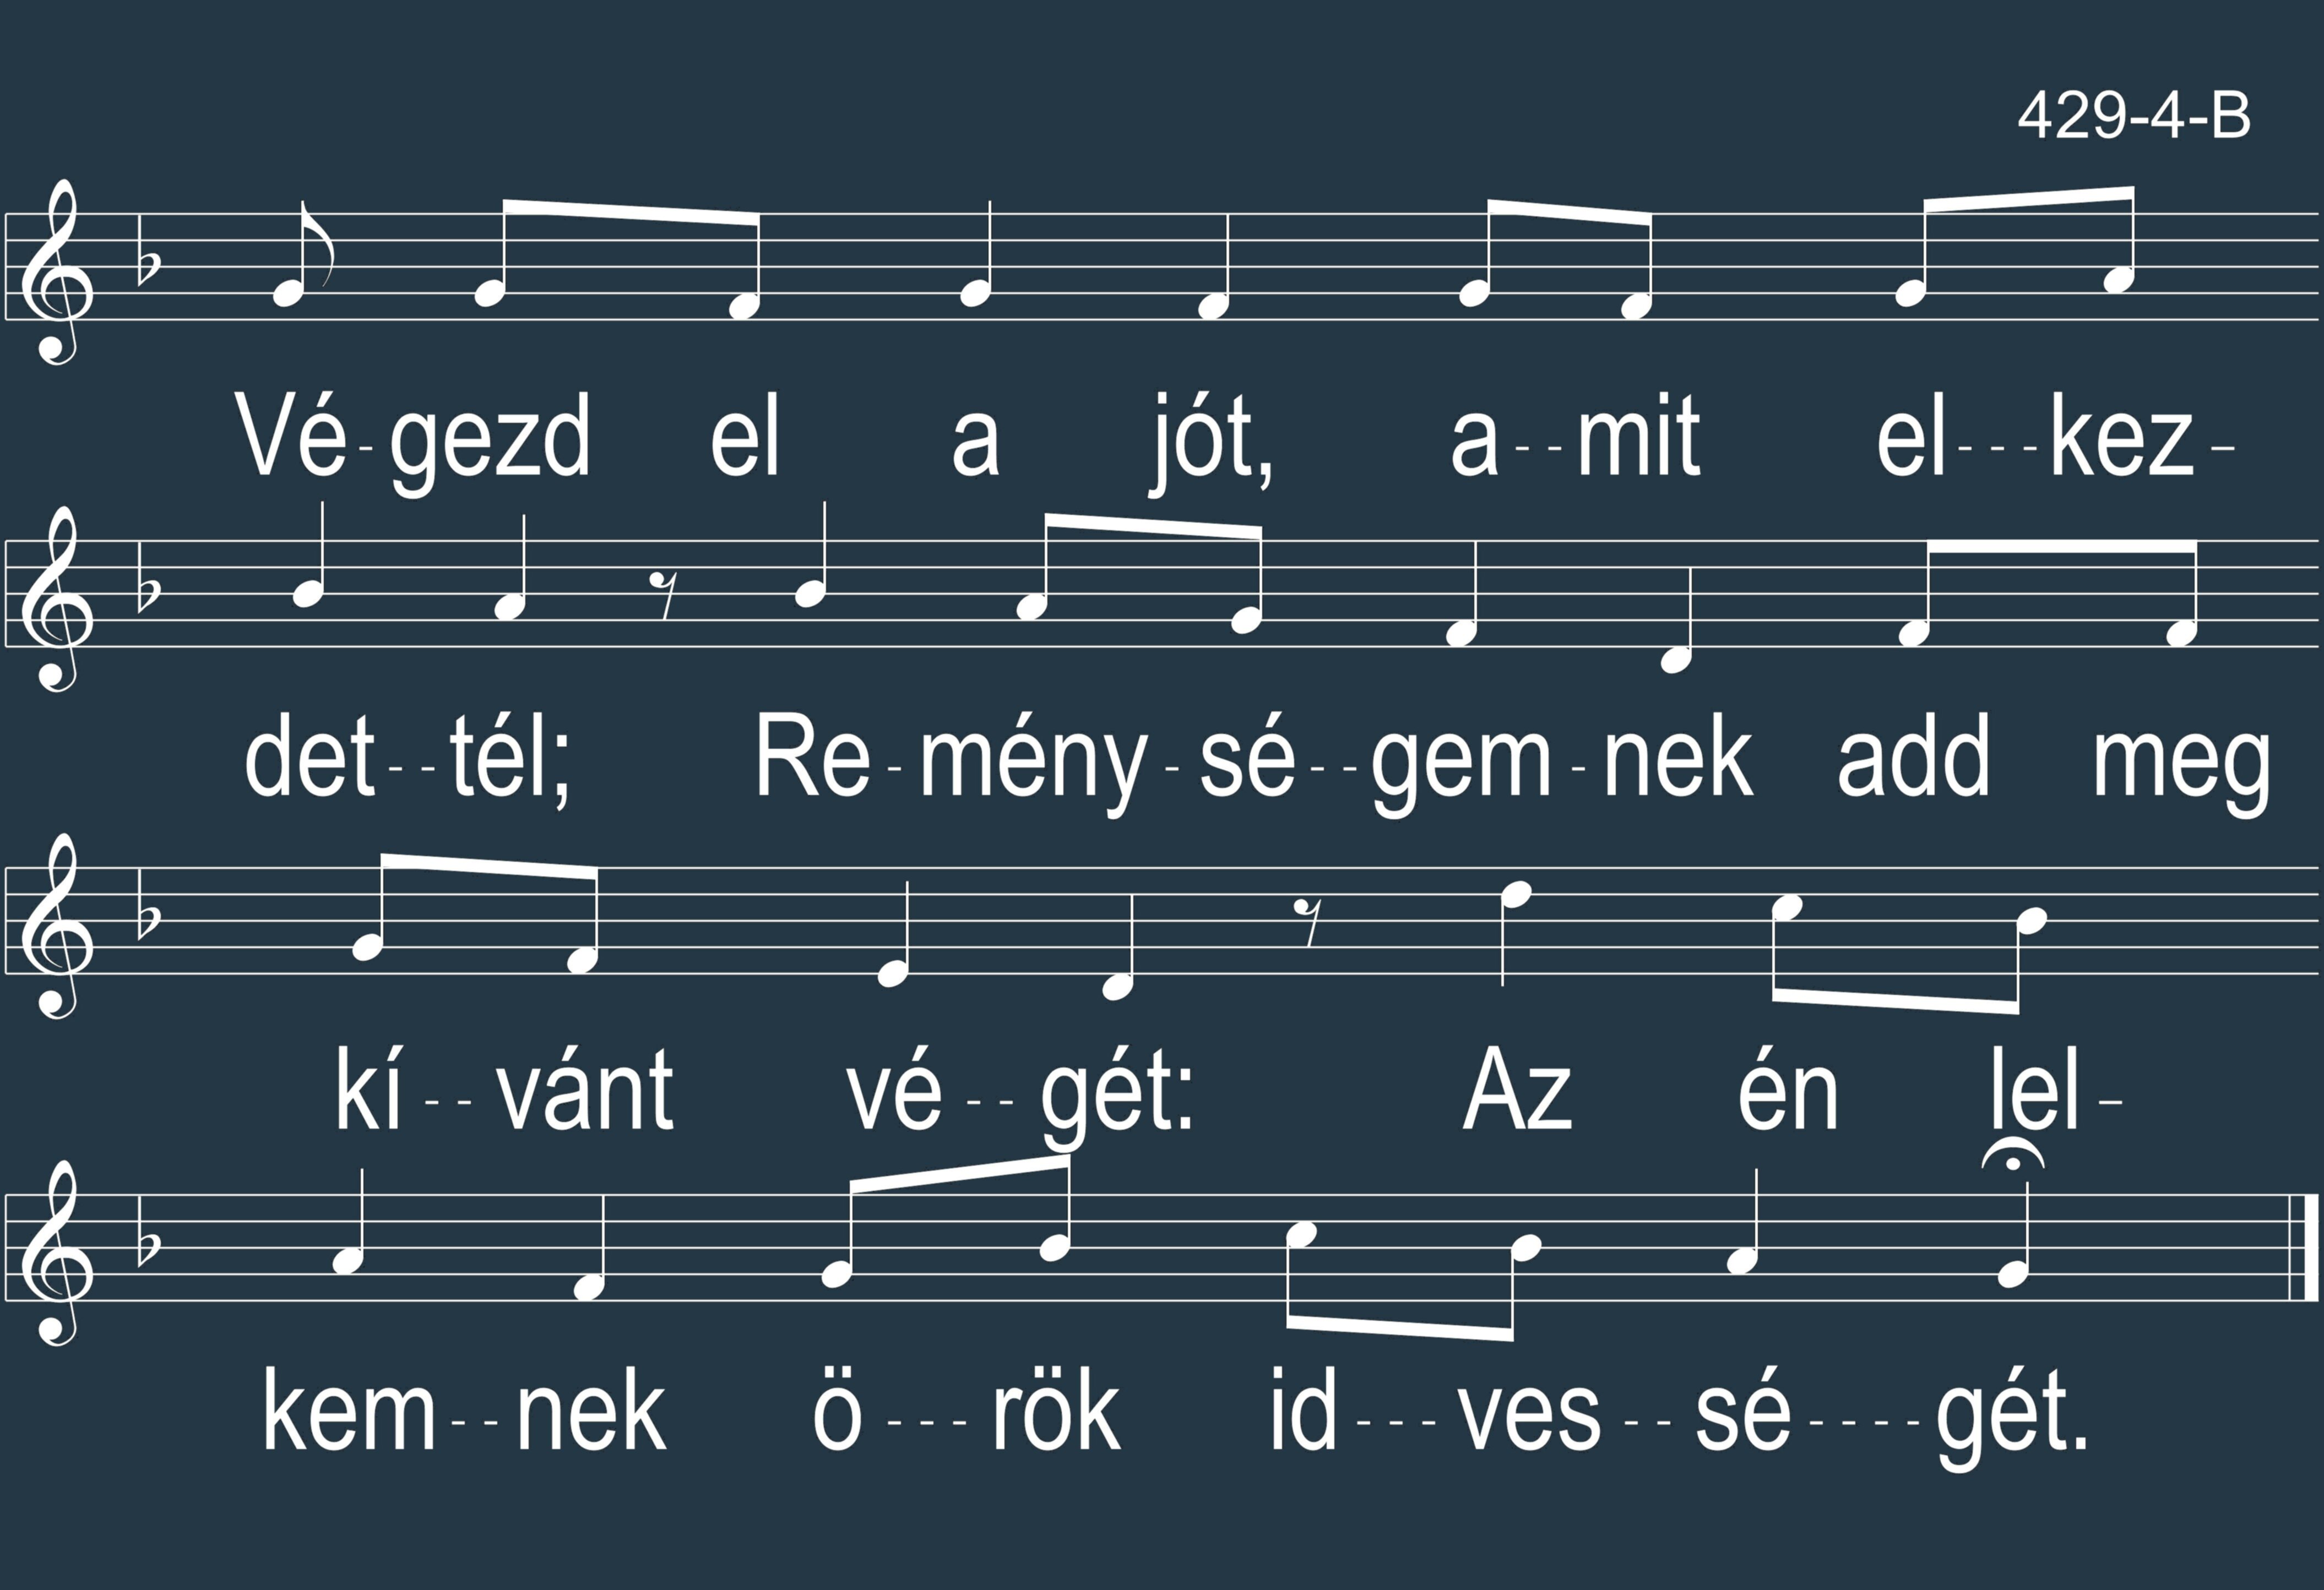 429-4-B
Vé-gezd el a jót, a--mit el---kez-
det--tél; Re-mény-sé--gem-nek add meg
kí--vánt vé--gét: Az én lel-
kem--nek ö---rök id---ves--sé----gét.